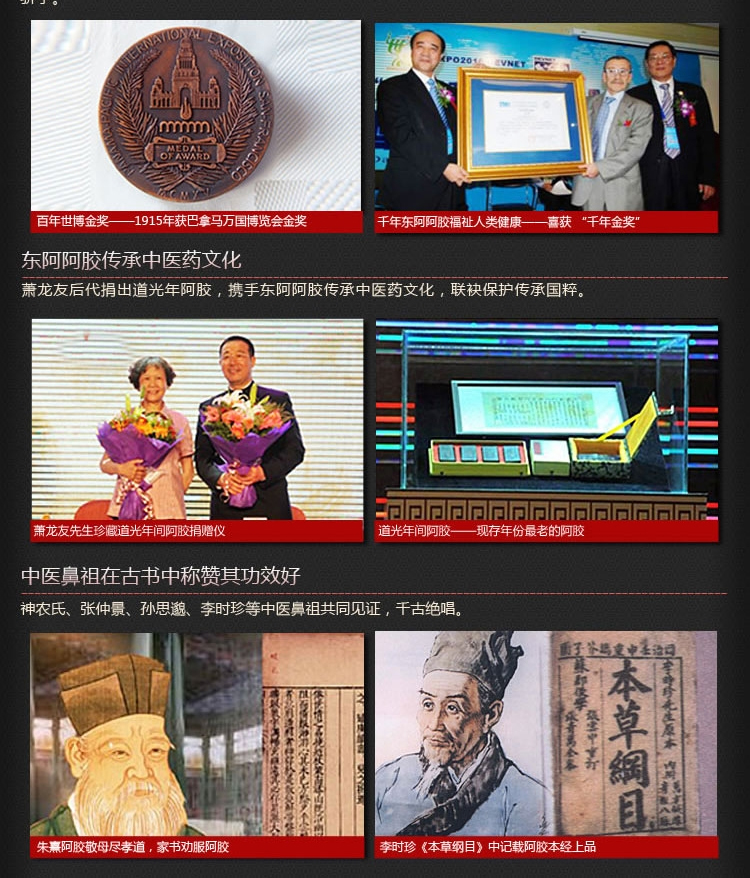 MEDAL
OF AWARD
百年世博金奖——1915年获巴拿马万国博览会金奖
千年东阿阿胶福祉人类健康——喜获 “千年金奖”
东阿阿胶传承中医药文化
萧龙友后代捐出道光年阿胶，携手东阿阿胶传承中医药文化，联袂保护传承国粹。
萧龙友先生珍藏道光年间阿胶捐赠仪
道光年间阿胶——现存年份最老的阿胶
中医鼻祖在古书中称赞其功效好
神农氏、张仲景、孙思邈、李时珍等中医鼻祖共同见证，千古绝唱。
李時珍先生原本
本草綱目
朱熹阿胶敬母尽孝道，家书劝服阿胶
李时珍《本草纲目》中记载阿胶本经上品